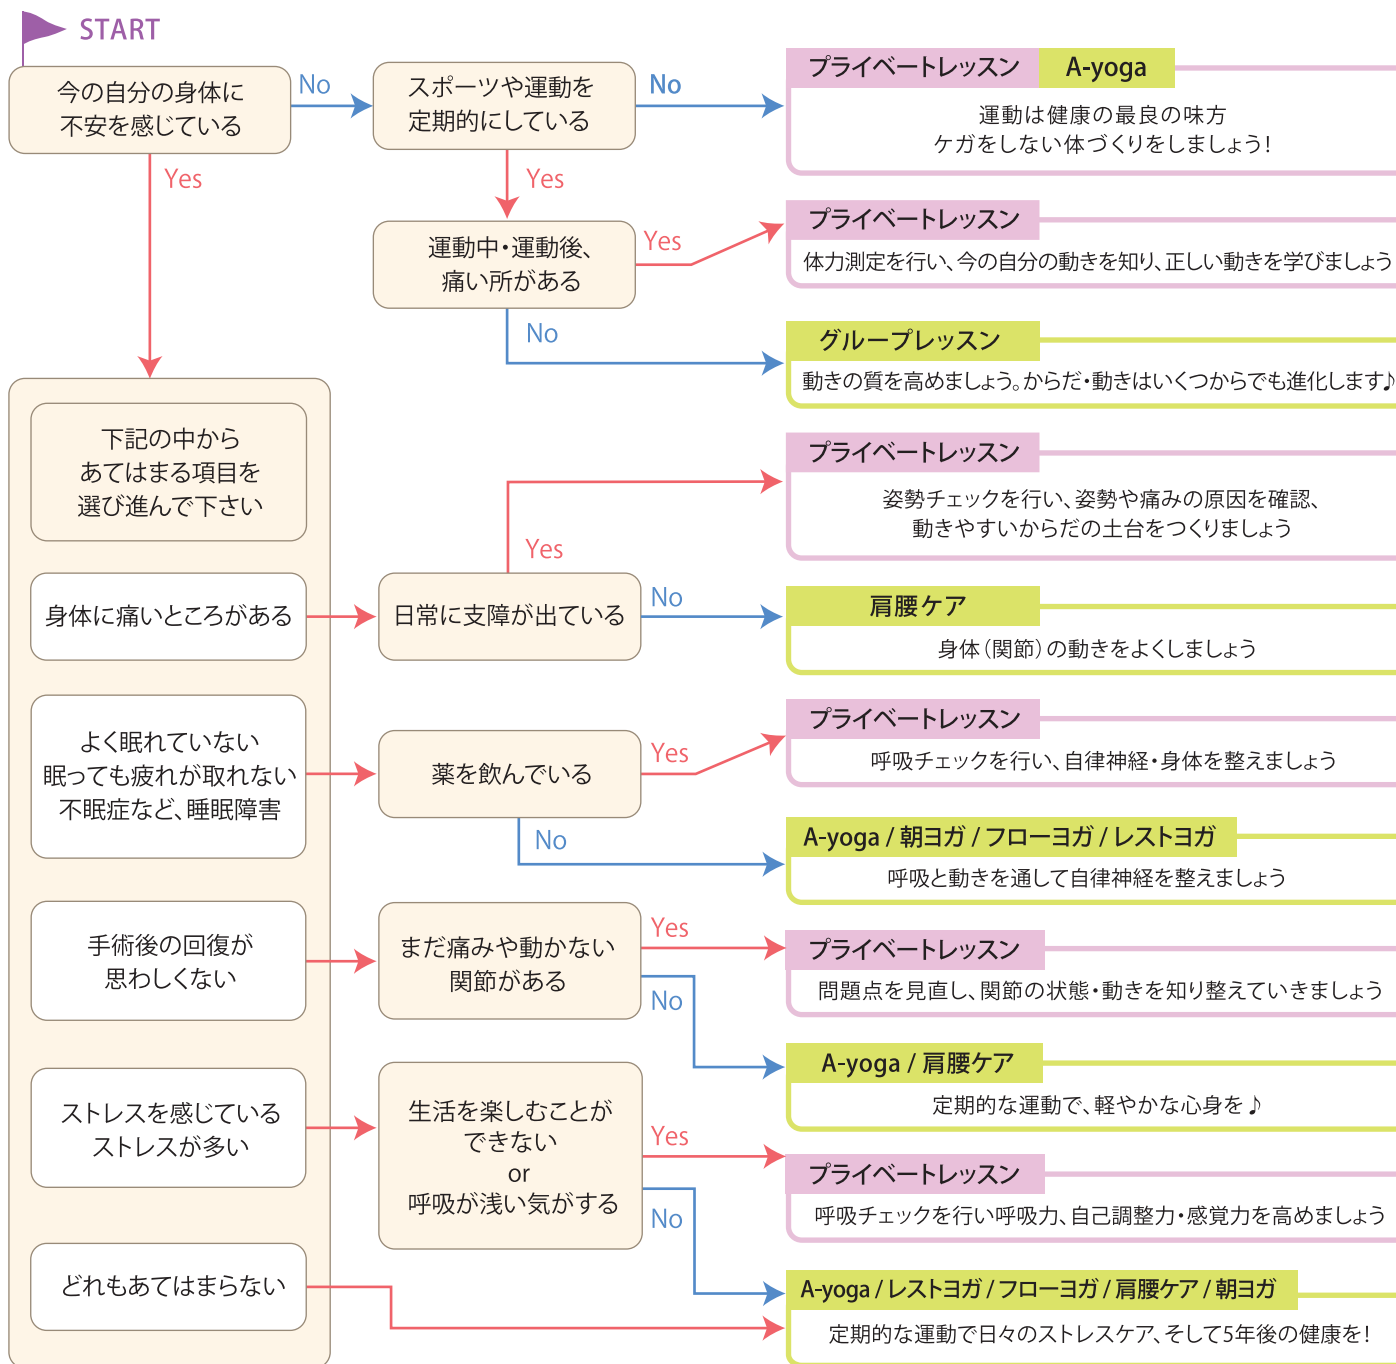 START
今の自分の身体に
不安を感じている
No
Yes
スポーツや運動を
定期的にしている
No
Yes
プライベートレッスン
A-yoga
運動は健康の最良の味方
ケガをしない体づくりをしましょう!
運動中・運動後、
痛い所がある
Yes
No
プライベートレッスン
体力測定を行い、今の自分の動きを知り、正しい動きを学びましょう
グループレッスン
動きの質を高めましょう。からだ・動きはいくつからでも進化します♪
下記の中から
あてはまる項目を
選び進んで下さい
身体に痛いところがある
日常に支障が出ている
Yes
No
プライベートレッスン
姿勢チェックを行い、姿勢や痛みの原因を確認、
動きやすいからだの土台をつくりましょう
肩腰ケア
身体(関節)の動きをよくしましょう
よく眠れていない
眠っても疲れが取れない
不眠症など、睡眠障害
薬を飲んでいる
Yes
No
プライベートレッスン
呼吸チェックを行い、自律神経・身体を整えましょう
A-yoga / 朝ヨガ / フローヨガ / レストヨガ
呼吸と動きを通して自律神経を整えましょう
手術後の回復が
思わしくない
まだ痛みや動かない
関節がある
Yes
No
プライベートレッスン
問題点を見直し、関節の状態・動きを知り整えていきましょう
A-yoga / 肩腰ケア
定期的な運動で、軽やかな心身を♪
ストレスを感じている
ストレスが多い
生活を楽しむことが
できない
or
呼吸が浅い気がする
Yes
No
プライベートレッスン
呼吸チェックを行い呼吸力、自己調整力・感覚力を高めましょう
どれもあてはまらない
A-yoga / レストヨガ / フローヨガ / 肩腰ケア / 朝ヨガ
定期的な運動で日々のストレスケア、そして5年後の健康を!